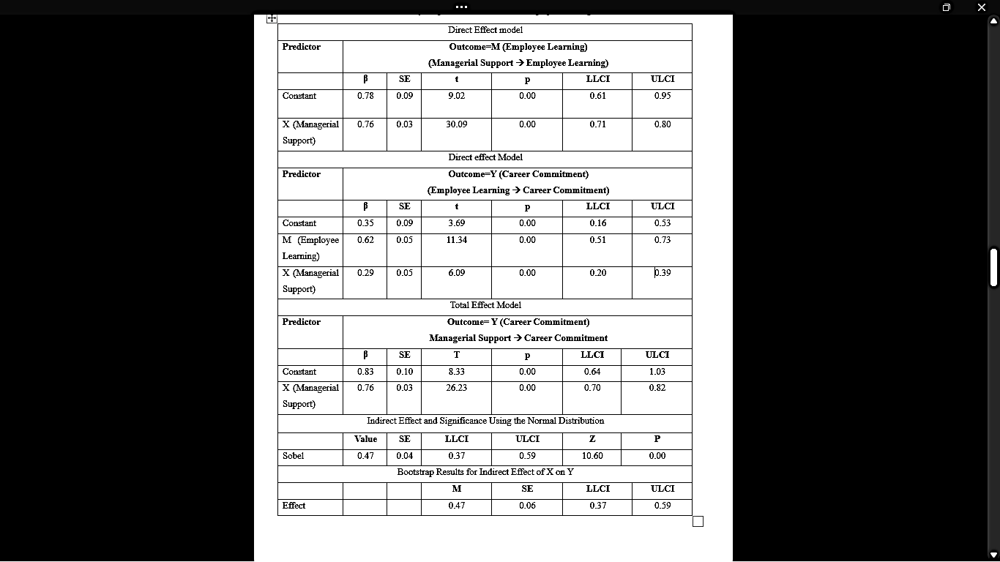 Direct Effect model
Predictor Outcome=M (Employee Learning)
(Managerial Support → Employee Learning)
β SE t p LLCI ULCI
Constant 0.78 0.09 9.02 0.00 0.61 0.95
X (Managerial 0.76 0.03 30.09 0.00 0.71 0.80
Support)
Direct effect Model
Predictor Outcome=Y (Career Commitment)
(Employee Learning → Career Commitment)
β SE t p LLCI ULCI
Constant 0.35 0.09 3.69 0.00 0.16 0.53
M (Employee 0.62 0.05 11.34 0.00 0.51 0.73
Learning)
X (Managerial 0.29 0.05 6.09 0.00 0.20 0.39
Support)
Total Effect Model
Predictor Outcome= Y (Career Commitment)
Managerial Support → Career Commitment
β SE T p LLCI ULCI
Constant 0.83 0.10 8.33 0.00 0.64 1.03
X (Managerial 0.76 0.03 26.23 0.00 0.70 0.82
Support)
Indirect Effect and Significance Using the Normal Distribution
Value SE LLCI ULCI Z P
Sobel 0.47 0.04 0.37 0.59 10.60 0.00
Bootstrap Results for Indirect Effect of X on Y
M SE LLCI ULCI
Effect 0.47 0.06 0.37 0.59